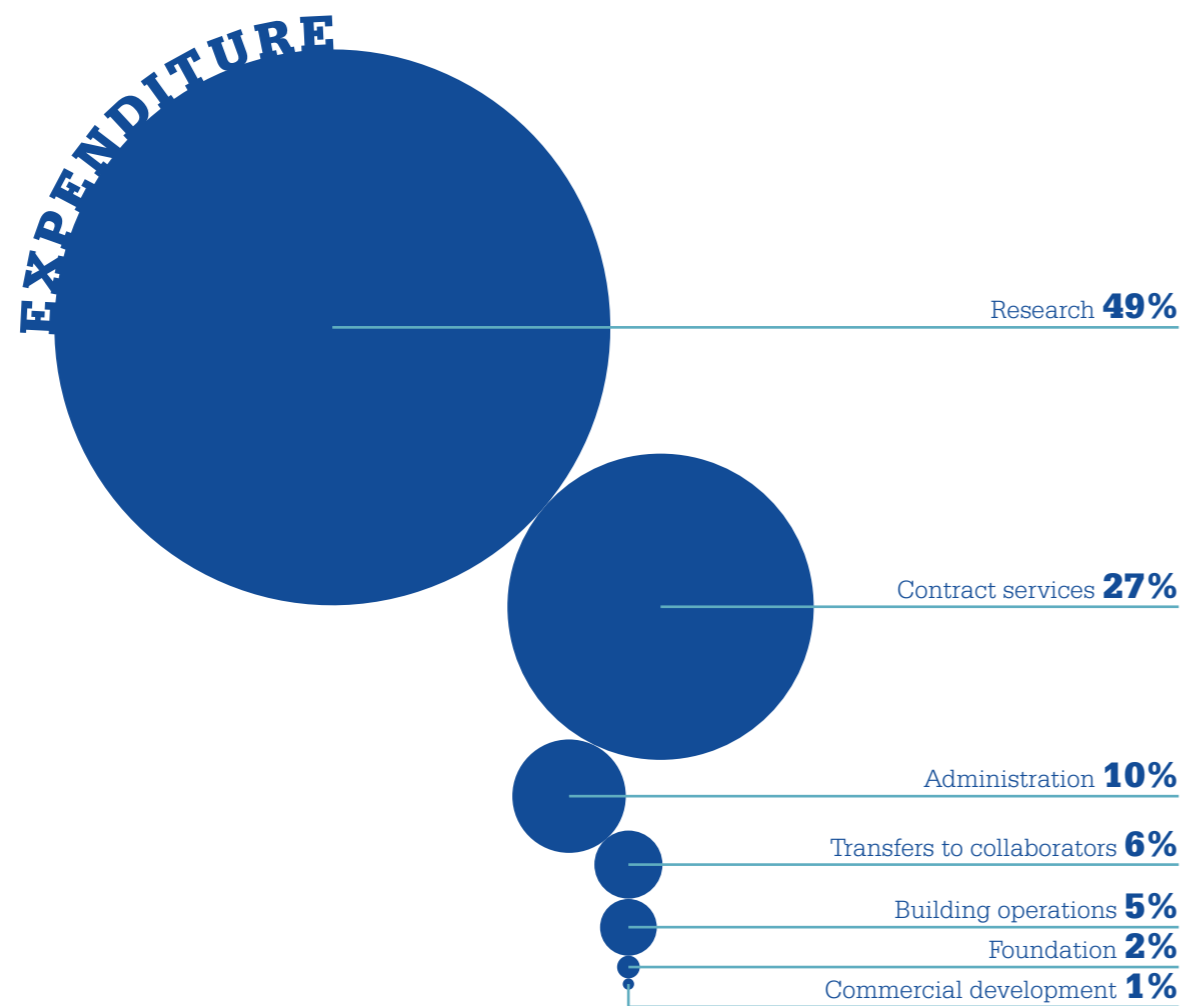 EXPENDITURE
Research 49%
Contract services 27%
Administration 10%
Transfers to collaborators 6%
Building operations 5%
Foundation 2%
Commercial development 1%